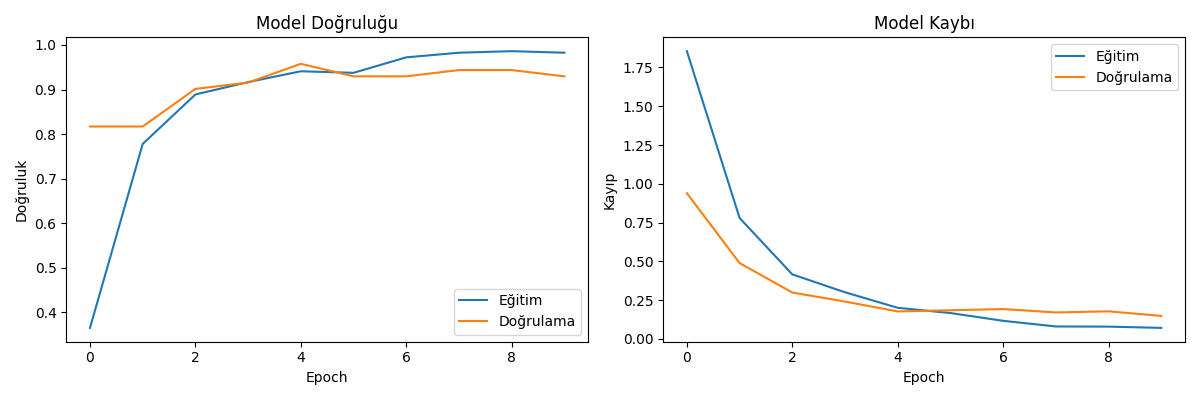 Model Doğruluğu
1.0
0.9
0.8
0.7
0.6
0.5
0.4
Doğruluk
0 2 4 6 8
Epoch
Eğitim
Doğrulama
Model Kaybı
1.75
1.50
1.25
1.00
0.75
0.50
0.25
0.00
Kayıp
0 2 4 6 8
Epoch
Eğitim
Doğrulama